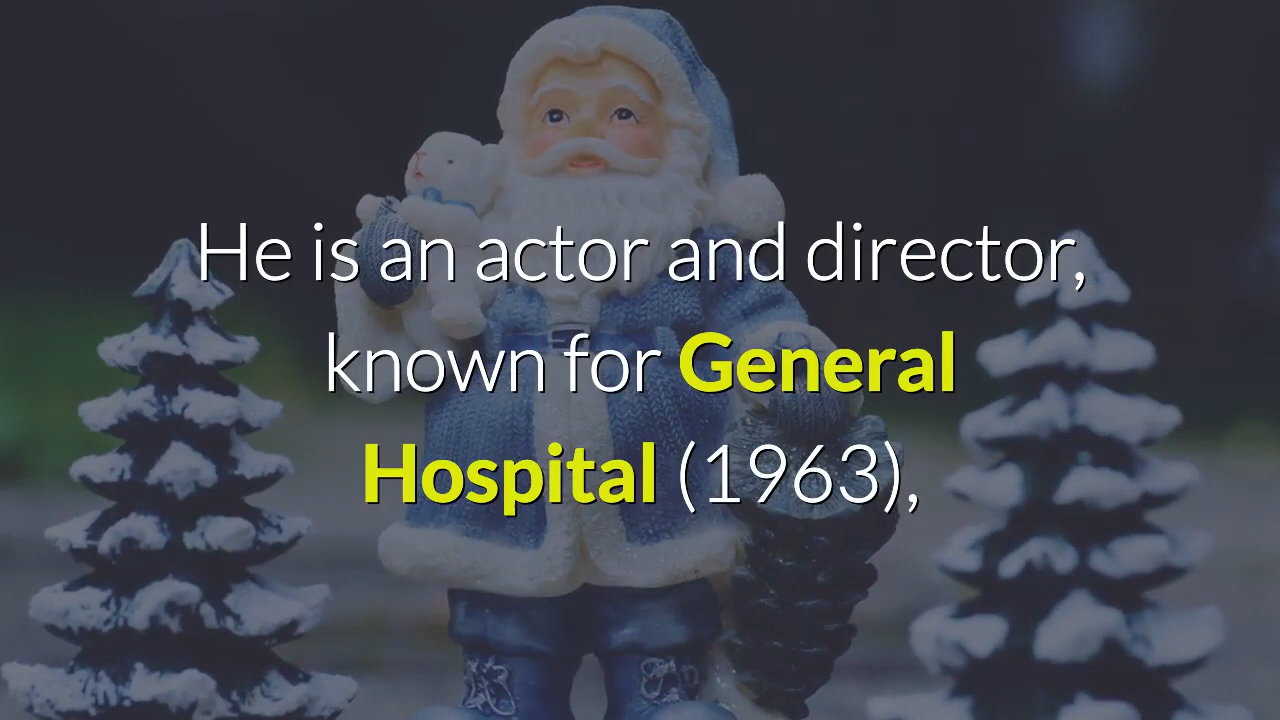 He is an actor and director,
known for General
Hospital (1963),